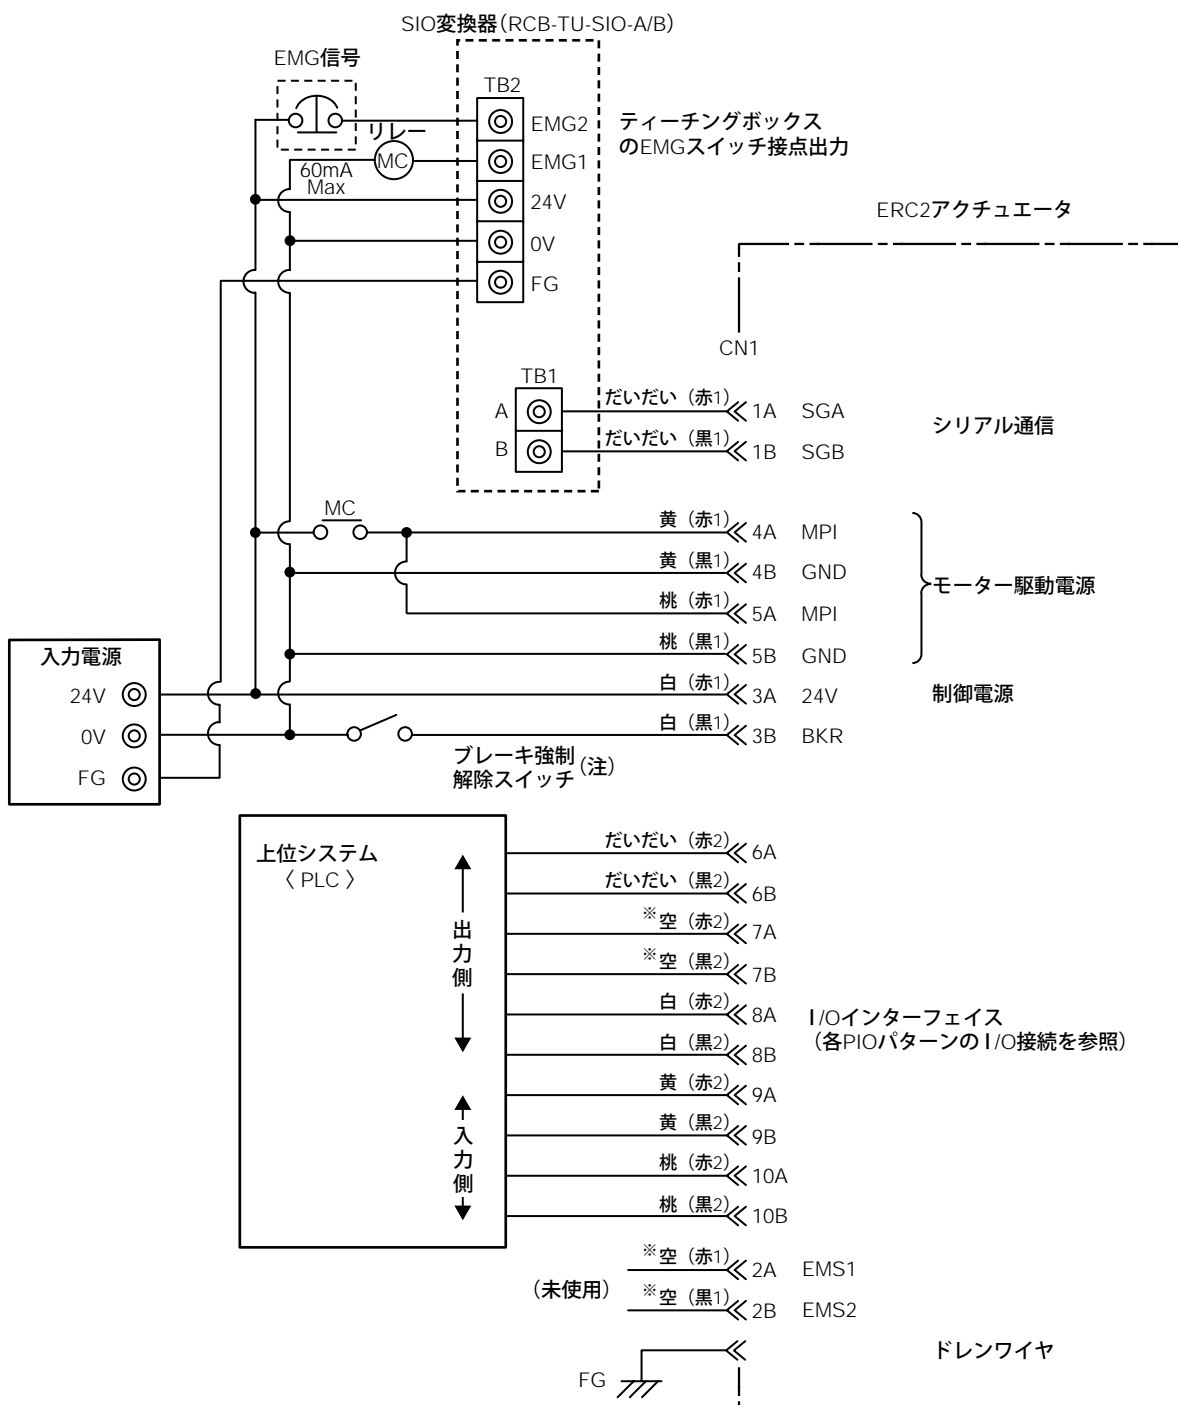 SIO変換器(RCB-TU-SIO-A/B)
EMG信号
TB2
EMG2
ティーチングボックス
のEMGスイッチ接点出力
リレー
MC
EMG1
60mA
Max
24V
0V
FG
ERC2アクチュエータ
CN1
TB1
A
だいだい(赤1)
1A
SGA
シリアル通信
B
だいだい(黒1)
1B
SGB
MC
黄(赤1)
4A
MPI
黄(黒1)
4B
GND
モーター駆動電源
桃(赤1)
5A
MPI
桃(黒1)
5B
GND
入力電源
24V
白(赤1)
3A
24V
制御電源
0V
白(黒1)
3B
BKR
ブレーキ強制
解除スイッチ(注)
FG
上位システム
〈 PLC 〉
出力側
入力側
だいだい(赤2)
6A
だいだい(黒2)
6B
※空(赤2)
7A
※空(黒2)
7B
白(赤2)
8A
I/Oインターフェイス
(各PIOパターンのI/O接続を参照)
白(黒2)
8B
黄(赤2)
9A
黄(黒2)
9B
桃(赤2)
10A
桃(黒2)
10B
(未使用)
※空(赤1)
2A
EMS1
※空(黒1)
2B
EMS2
ドレンワイヤ
FG